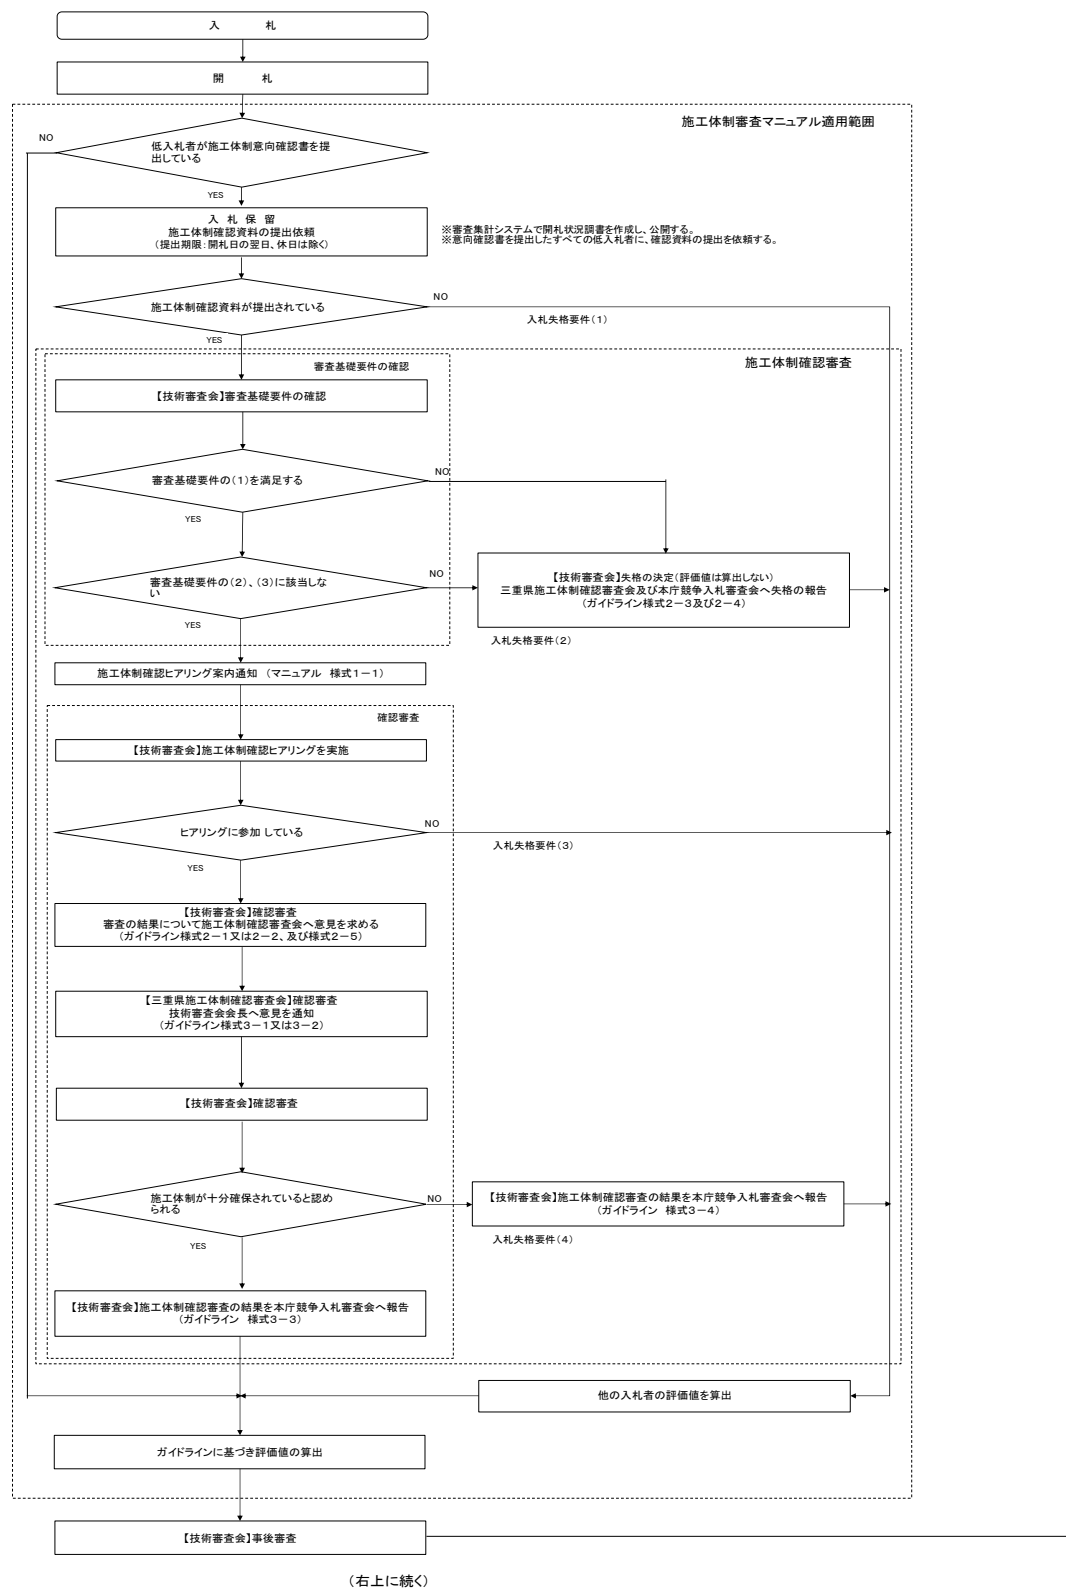 入　札
開　札
施工体制審査マニュアル適用範囲
NO
低入札者が施工体制意向確認書を提
出している
YES
入 札 保 留
施工体制確認資料の提出依頼
(提出期限：開札日の翌日、休日は除く)
※審査集計システムで開札状況調書を作成し、公開する。
※意向確認書を提出したすべての低入札者に、確認資料の提出を依頼する。
施工体制確認資料が提出されている
NO
入札失格要件(1)
YES
施工体制確認審査
審査基礎要件の確認
【技術審査会】審査基礎要件の確認
審査基礎要件の(1)を満足する
NO
YES
審査基礎要件の(2)、(3)に該当しな
い
NO
【技術審査会】失格の決定(評価値は算出しない)
三重県施工体制確認審査会及び本庁競争入札審査会へ失格の報告
(ガイドライン様式2－3及び2－4)
YES
入札失格要件(2)
施工体制確認ヒアリング案内通知　(マニュアル　様式1－1)
確認審査
【技術審査会】施工体制確認ヒアリングを実施
ヒアリングに参加 している
NO
入札失格要件(3)
YES
【技術審査会】確認審査
審査の結果について施工体制確認審査会へ意見を求める
(ガイドライン様式2－1又は2－2、及び様式2－5)
【三重県施工体制確認審査会】確認審査
技術審査会会長へ意見を通知
(ガイドライン様式3－1又は3－2)
【技術審査会】確認審査
施工体制が十分確保されていると認め
られる
NO
【技術審査会】施工体制確認審査の結果を本庁競争入札審査会へ報告
(ガイドライン　様式3－4)
入札失格要件(4)
YES
【技術審査会】施工体制確認審査の結果を本庁競争入札審査会へ報告
(ガイドライン　様式3－3)
他の入札者の評価値を算出
ガイドラインに基づき評価値の算出
【技術審査会】事後審査
(右上に続く)